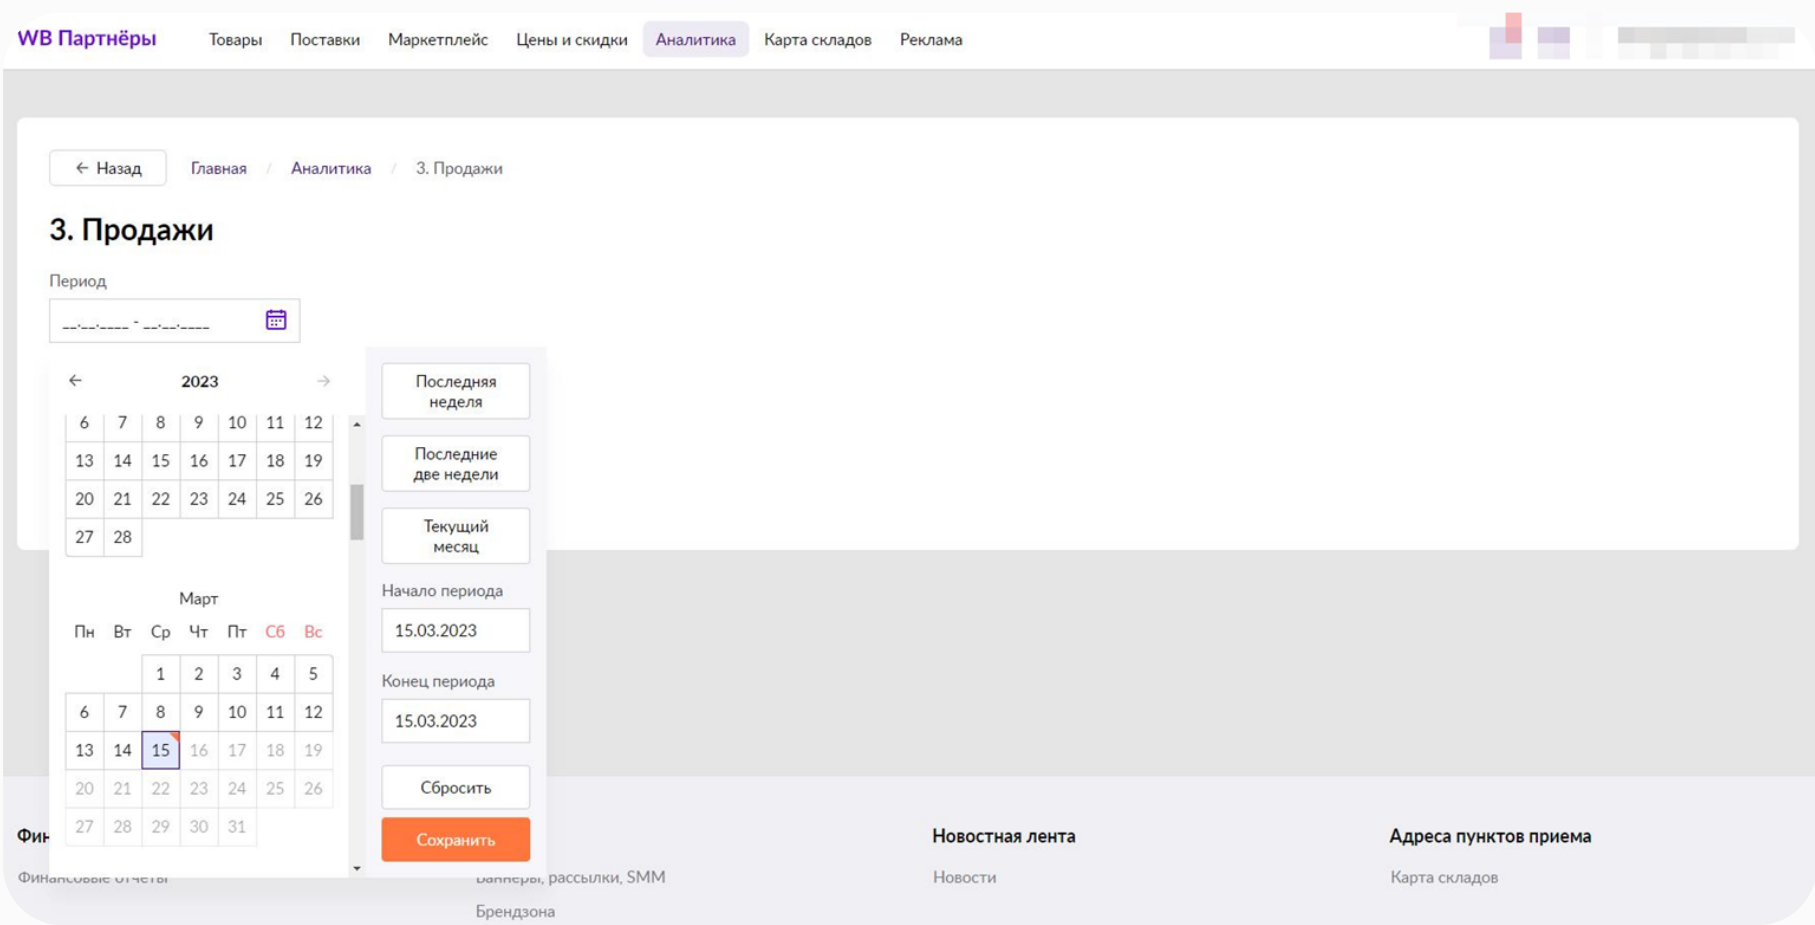 WB Партнёры Товары Поставки Маркетплейс Цены и скидки Аналитика Карта складов Реклама
← Назад Главная / Аналитика / 3. Продажи
3. Продажи
Период
__.__.____ - __.__.____
← 2023 →
6 7 8 9 10 11 12
13 14 15 16 17 18 19
20 21 22 23 24 25 26
27 28
Март
Пн Вт Ср Чт Пт Сб Вс
1 2 3 4 5
6 7 8 9 10 11 12
13 14 15 16 17 18 19
20 21 22 23 24 25 26
27 28 29 30 31
Последняя
неделя
Последние
две недели
Текущий
месяц
Начало периода
15.03.2023
Конец периода
15.03.2023
Сбросить
Сохранить
Фин
Финансовые отчеты
Баннеры, рассылки, SMM
Брендзона
Новостная лента
Новости
Адреса пунктов приема
Карта складов